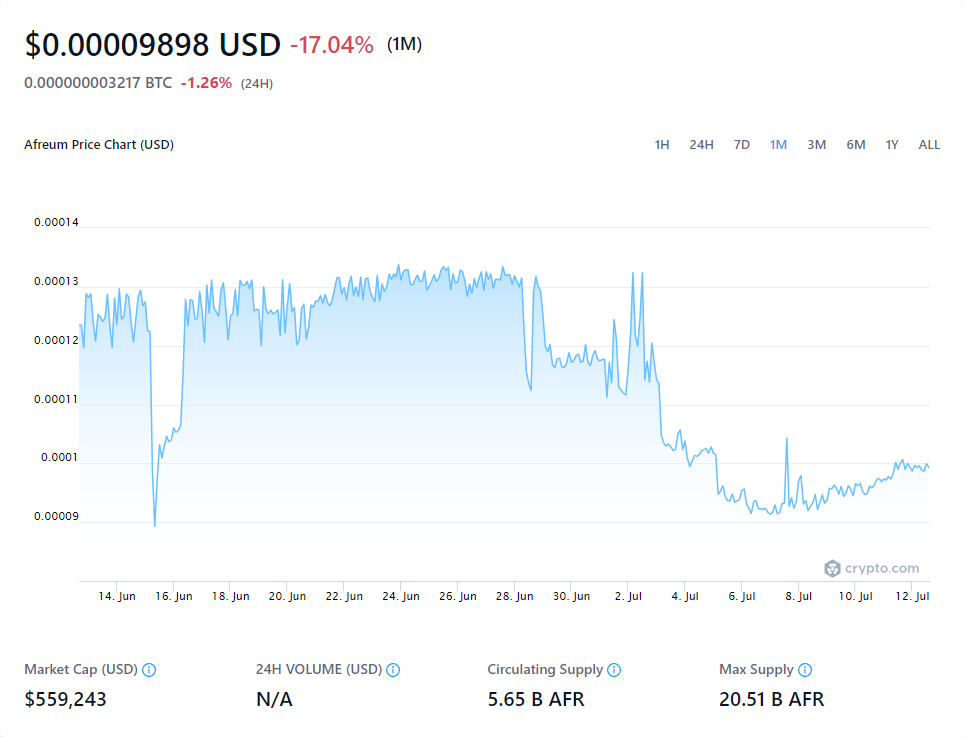 $0.00009898 USD -17.04% (1M)
0.000000003217 BTC -1.26% (24H)
Afreum Price Chart (USD) 1H 24H 7D 1M 3M 6M 1Y ALL
0.00014
0.00013
0.00012
0.00011
0.0001
0.00009
crypto.com
14. Jun 16. Jun 18. Jun 20. Jun 22. Jun 24. Jun 26. Jun 28. Jun 30. Jun 2. Jul 4. Jul 6. Jul 8. Jul 10. Jul 12. Jul
Market Cap (USD) 24H VOLUME (USD) Circulating Supply Max Supply
$559,243 N/A 5.65 B AFR 20.51 B AFR